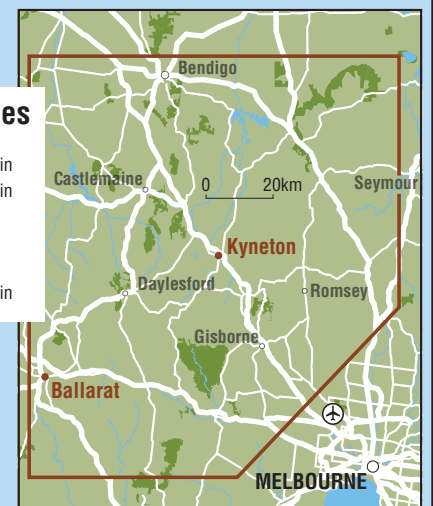 Bendigo
es
in
in
Castlemaine
0 20km
Seymour
Kyneton
Daylesford
Romsey
in
Gisborne
Ballarat
MELBOURNE